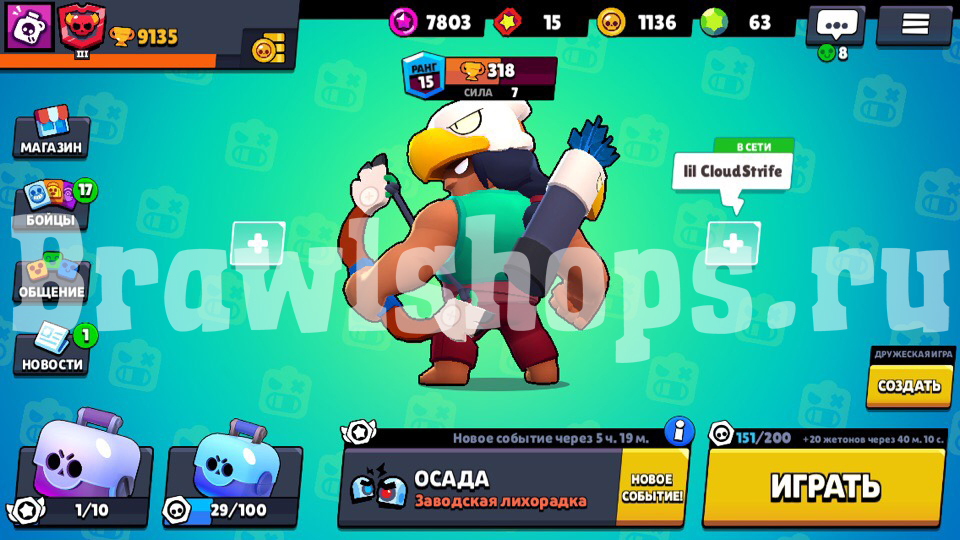 III
9135
7803
15
1136
63
8
РАНГ
15
318
СИЛА 7
МАГАЗИН
17
БОЙЦЫ
ОБЩЕНИЕ
1
НОВОСТИ
В СЕТИ
lil CloudStrife
Brawlshops.ru
ДРУЖЕСКАЯ ИГРА
СОЗДАТЬ
1/10
29/100
Новое событие через 5 ч. 19 м.
ОСАДА
Заводская лихорадка
НОВОЕ
СОБЫТИЕ!
151/200
+20 жетонов через 40 м. 10 с.
ИГРАТЬ